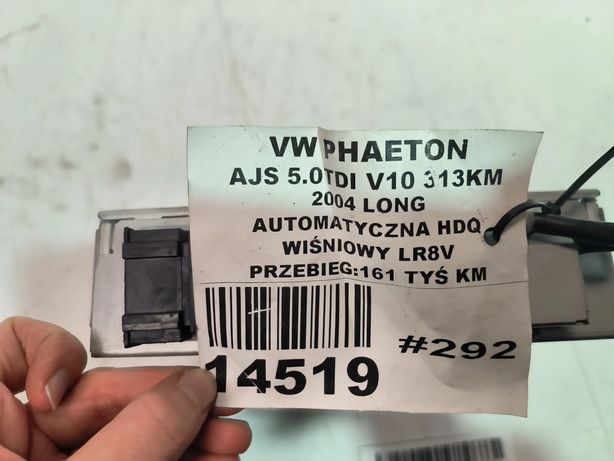 VW PHAETON
AJS 5.0TDI V10 313KM
2004 LONG
AUTOMATYCZNA HDQ
WIŚNIOWY LR8V
PRZEBIEG:161 TYŚ KM
#292
14519